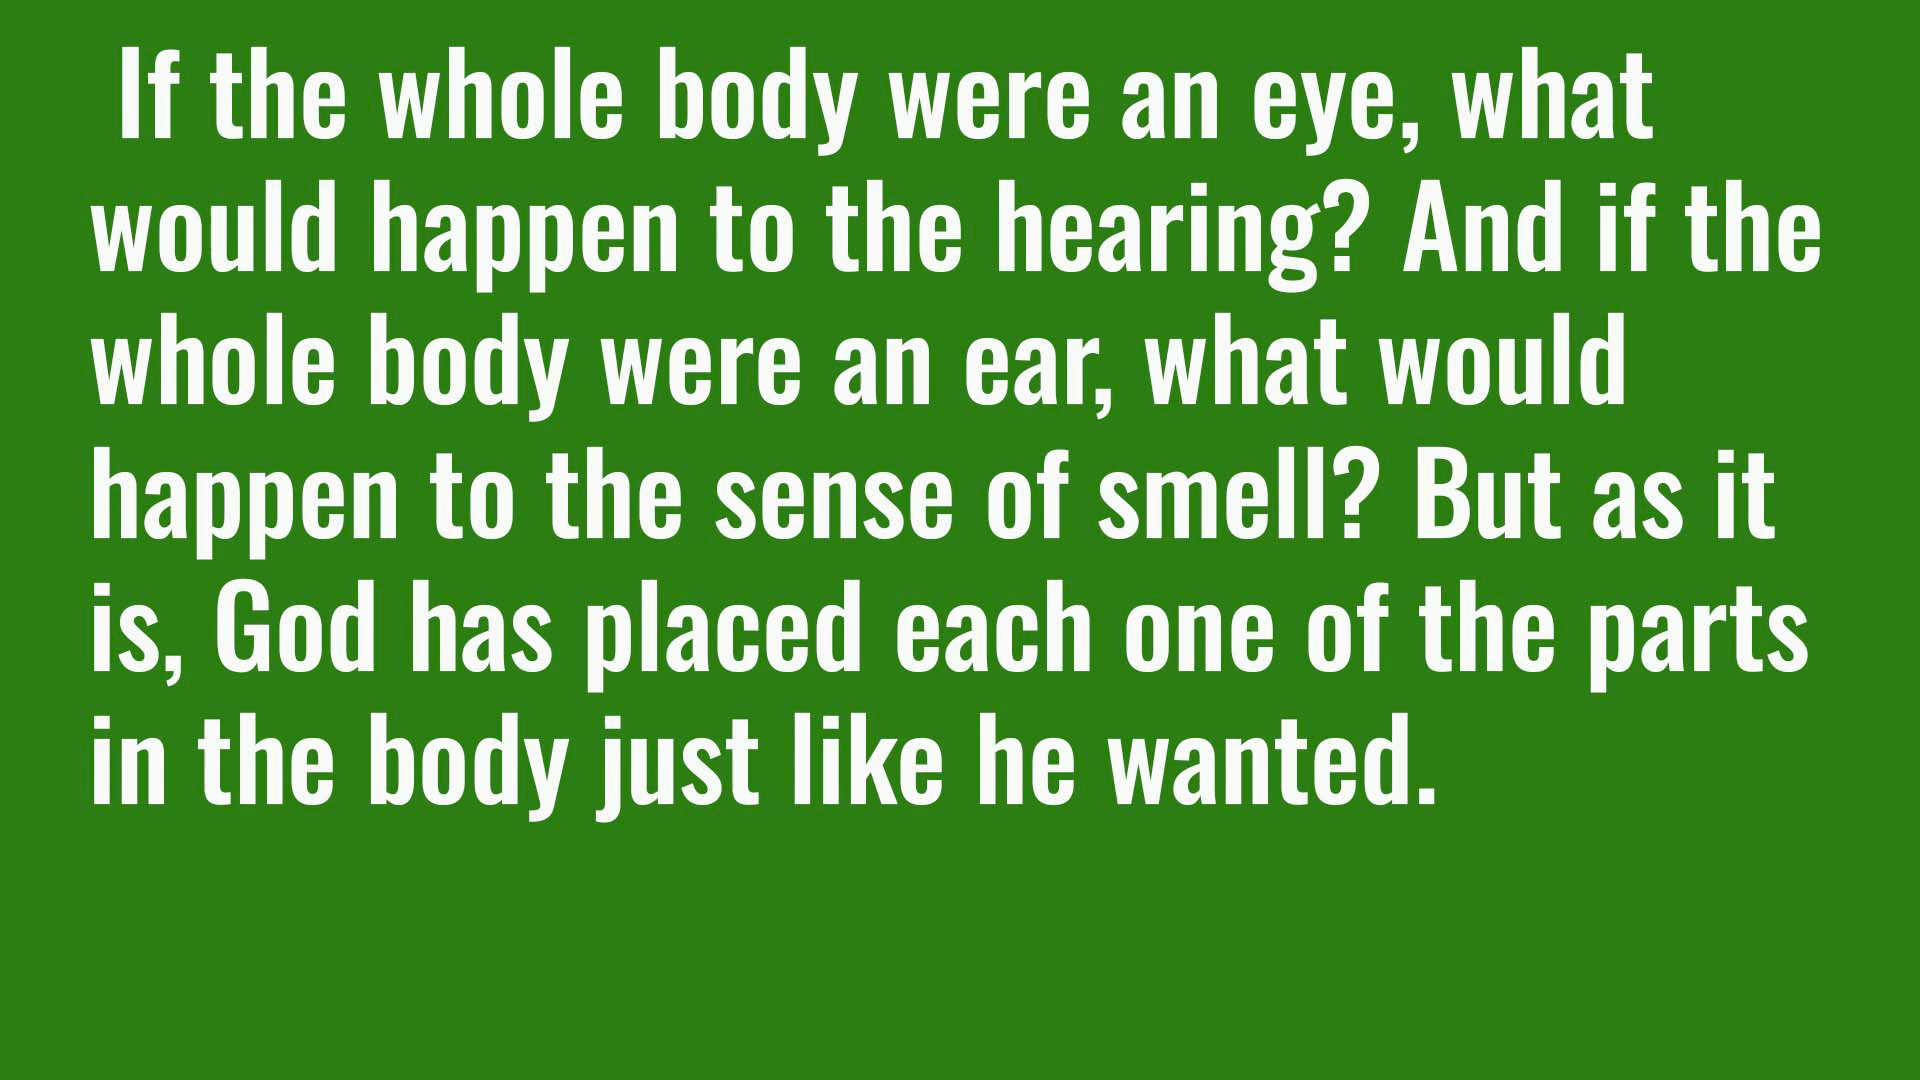 If the whole body were an eye, what
would happen to the hearing? And if the
whole body were an ear, what would
happen to the sense of smell? But as it
is, God has placed each one of the parts
in the body just like he wanted.